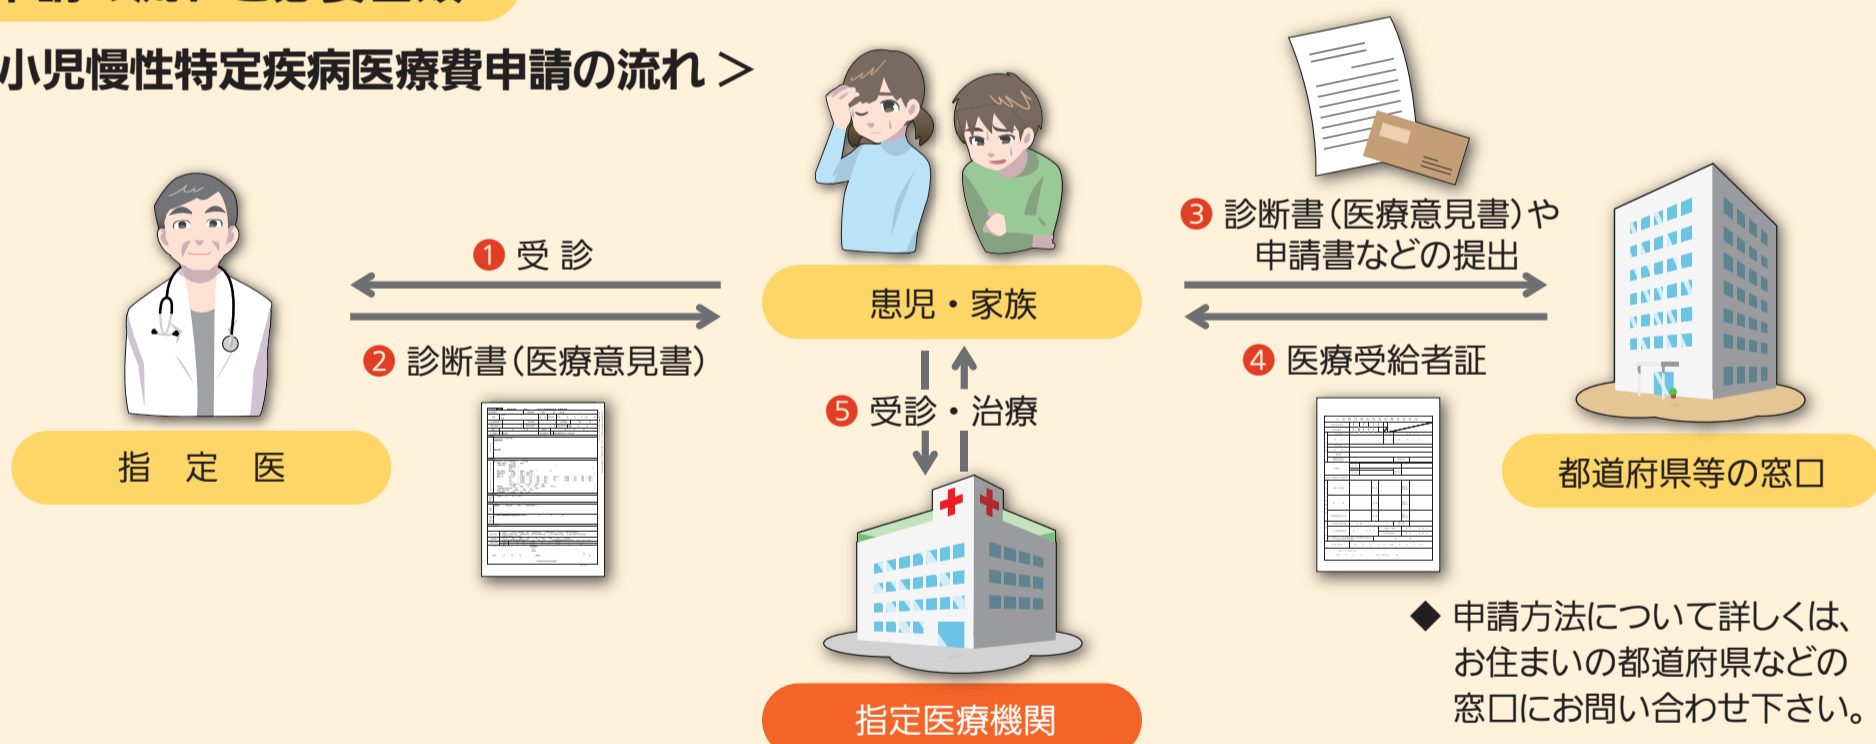 小児慢性特定疾病医療費申請の流れ >
❶ 受 診
❷ 診断書(医療意見書)
指 定 医
患児・家族
❸ 診断書(医療意見書)や
申請書などの提出
❹ 医療受給者証
都道府県等の窓口
❺ 受診・治療
指定医療機関
◆ 申請方法について詳しくは、
お住まいの都道府県などの
窓口にお問い合わせ下さい。